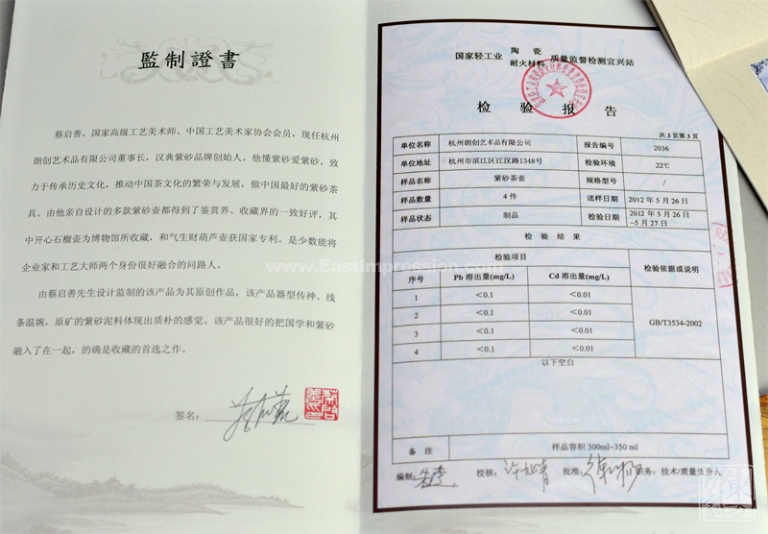 監制證書
蔡启善，国家高级工艺美术师、中国工艺美术家协会会员，现任杭州
朗创艺术品有限公司董事长，汉典紫砂品牌创始人。他懂紫砂爱紫砂，致
力于传承历史文化，推动中国茶文化的繁荣与发展，做中国最好的紫砂茶
具。由他亲自设计的多款紫砂壶都得到了鉴赏界、收藏界的一致好评，其
中开心石榴壶为博物馆所收藏，和气生财葫芦壶获国家专利。是少数能将
企业家和工艺大师两个身份很好融合的问路人。
由蔡启善先生设计监制的该产品为其原创作品，该产品器型传神、线
条温婉，原矿的紫砂泥料体现出质朴的感觉。该产品很好的把国学和紫砂
融入了在一起，的确是收藏的首选之作。
签名：
www.EastImpression.com
国家轻工业 陶瓷 耐火材料 质量监督检测宜兴站
检验报告
共 3 页第 3 页
单位名称 杭州朗创艺术品有限公司 报告编号 2036
单位地址 杭州市滨江区江汉路1348号 检验环境 22℃
样品名称 紫砂茶壶 规格型号 /
样品数量 4 件 送样日期 2012 年 5 月 26 日
样品状态 制品 检验日期 2012 年 5 月 26 日
~5 月 27 日
检验结果
检验项目 检验依据或说明
序号 Pb 溶出量(mg/L) Cd 溶出量(mg/L)
1 <0.1 <0.01
2 <0.1 <0.01
GB/T3534-2002
3 <0.1 <0.01
4 <0.1 <0.01
以下空白
备 注 样品容积 300ml~350 ml
编制： 校核： 批准： 职务：技术/质量负责人